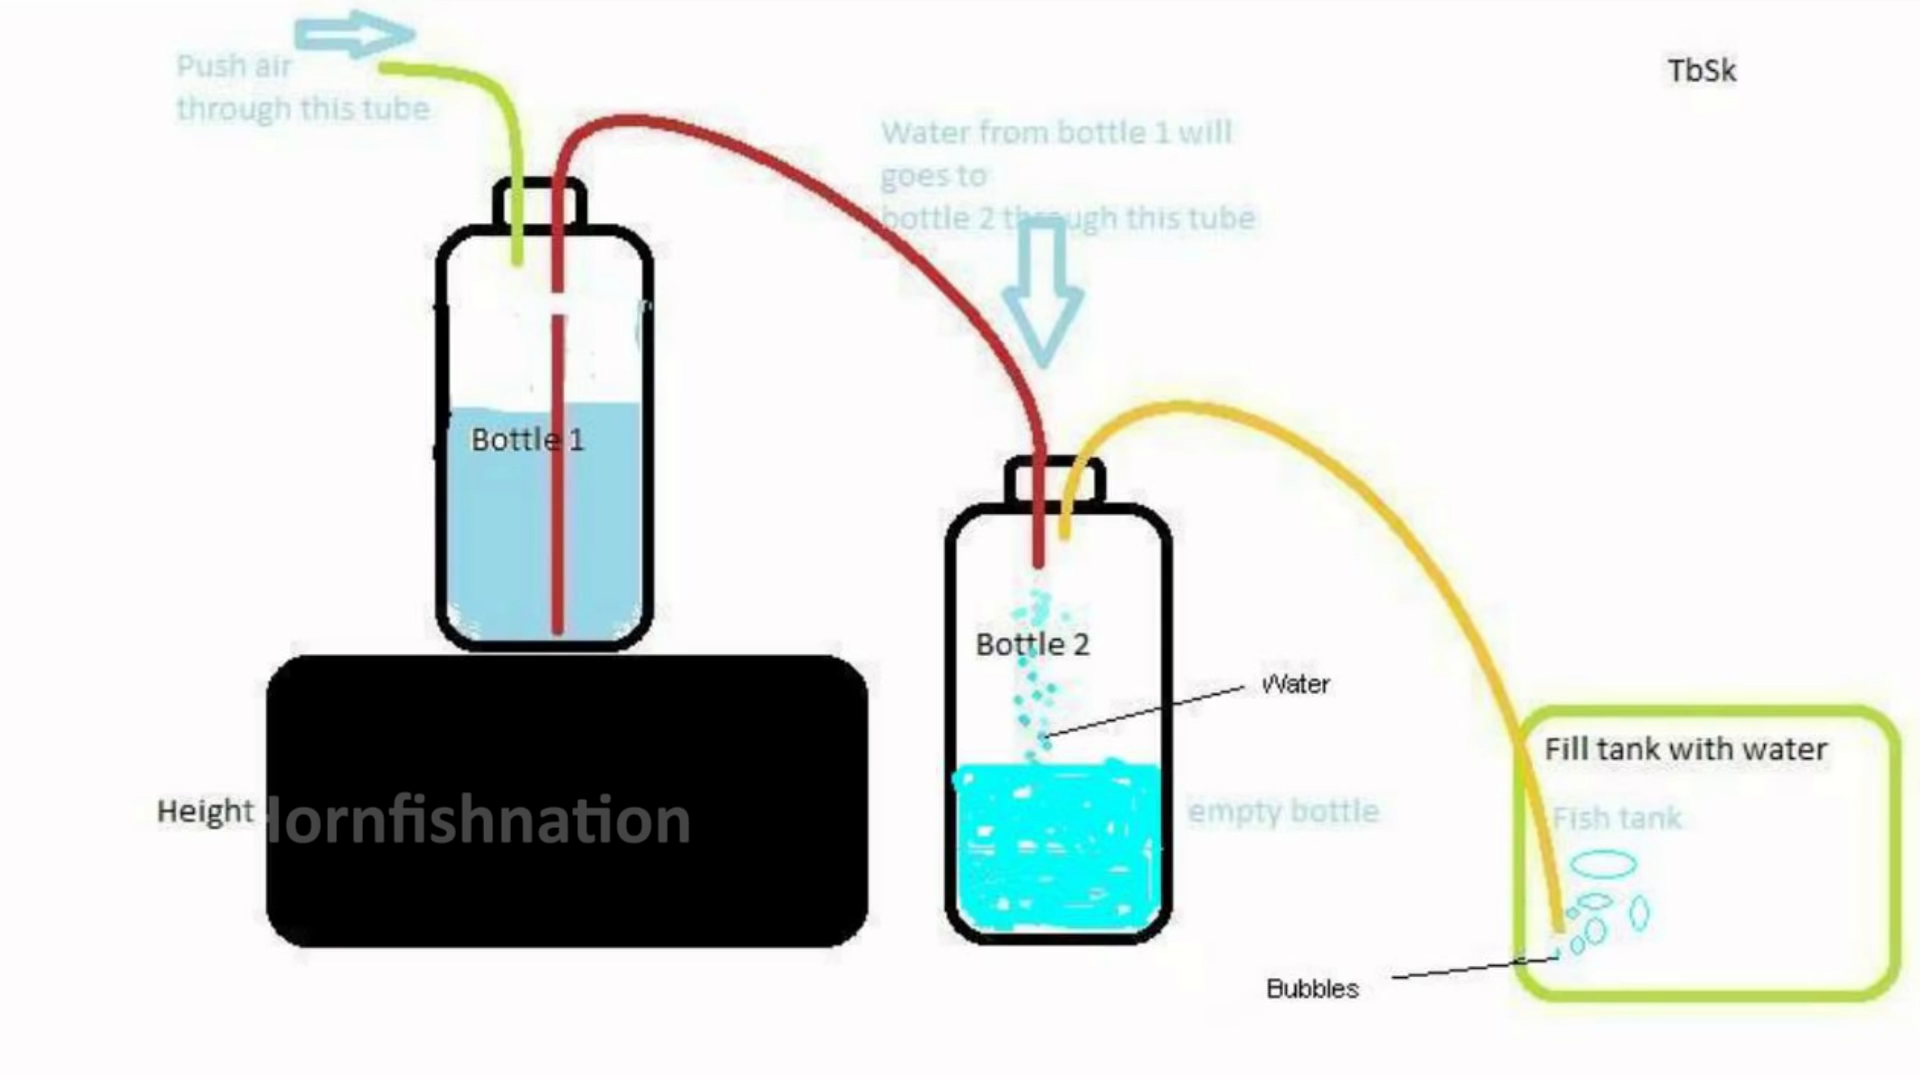 Push air
through this tube
TbSk
Water from bottle 1 will
goes to
bottle 2 through this tube
Bottle 1
Bottle 2
Water
Fill tank with water
Height
Hornfishnation
empty bottle
Fish tank
Bubbles